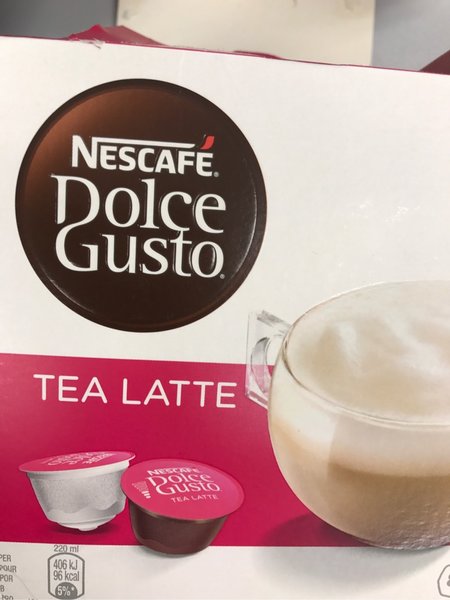 NESCAFÉ®
Dolce
Gusto®
TEA LATTE
NESCAFÉ
DOLCE
GUSTO
TEA LATTE
220 ml
406 kJ
96 kcal
5%*
PER
POUR
POR